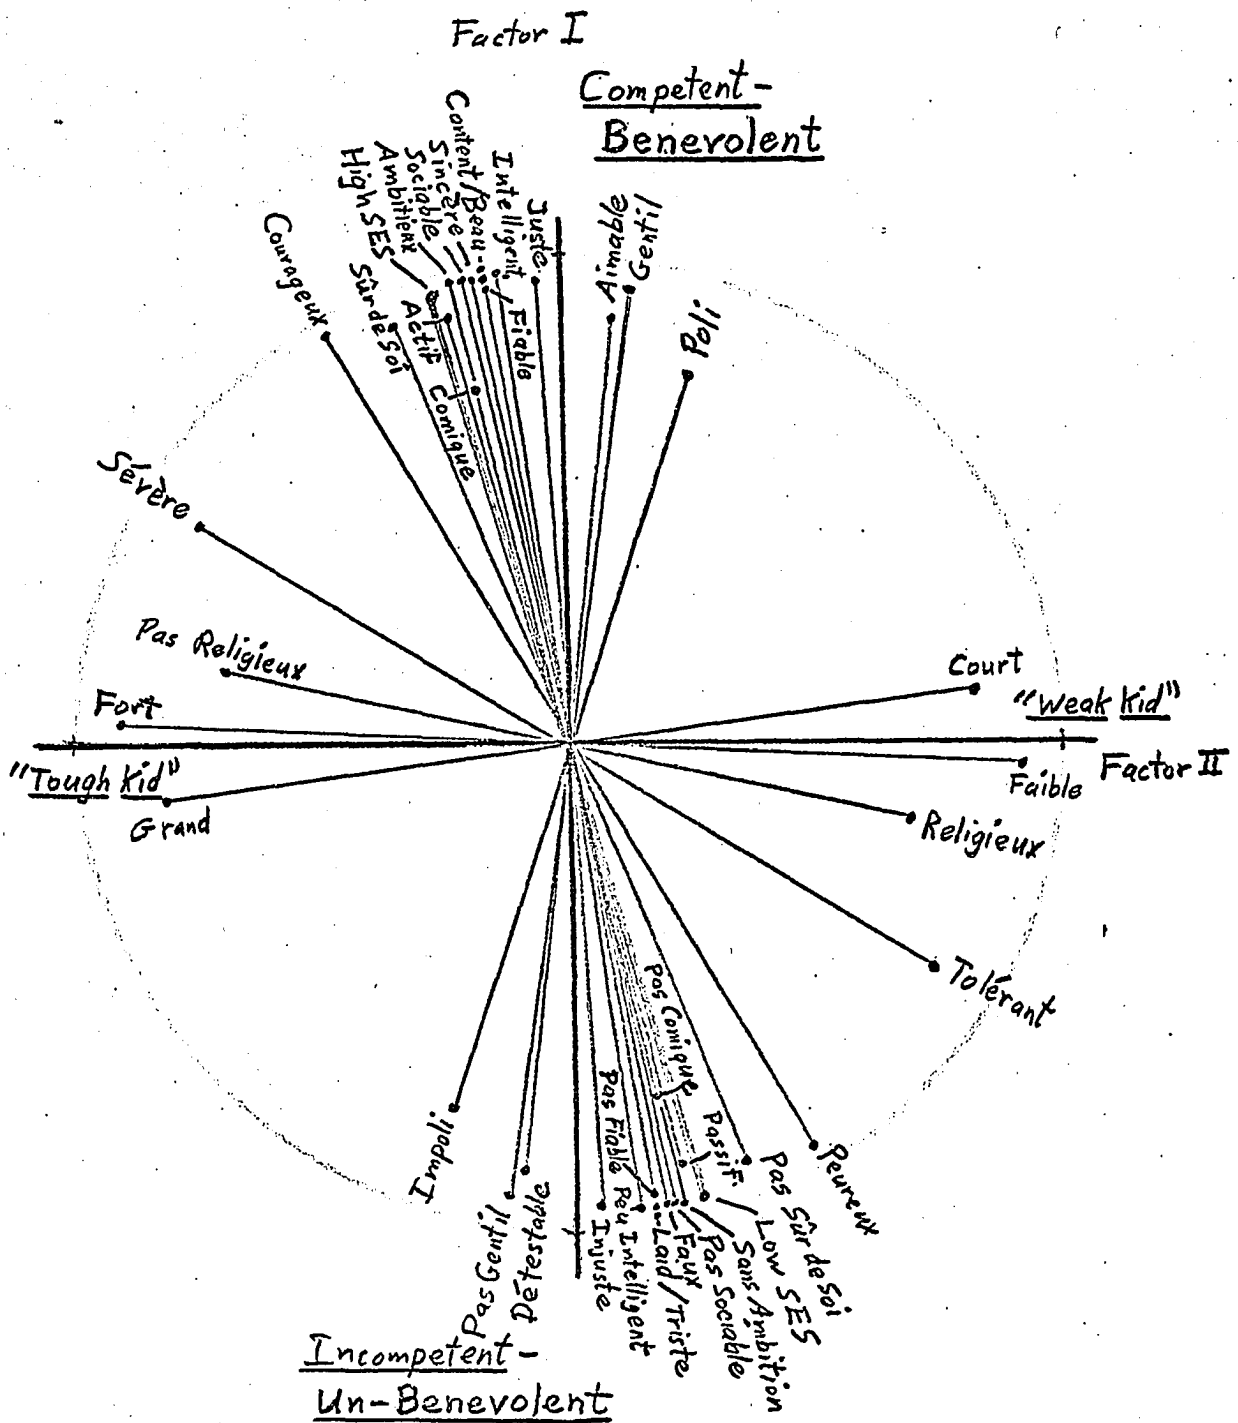 Factor I
Competent-
Benevolent
Courageux
High SES
Ambitieux
Sociable
Sincère
Content/Beau
Intelligent
Juste
Sûr de Soi
Actif
Comique
Fiable
Aimable
Gentil
Poli
Sévère
Pas Religieux
Fort
"Tough Kid"
Grand
Court
"Weak Kid"
Factor II
Faible
Religieux
Tolérant
Peureux
Pas Sûr de Soi
Low SES
Sans Ambition
Pas Sociable
Faux
Laid/Triste
Peu Intelligent
Injuste
Pas Comique
Passif
Pas Fiable
Impoli
Pas Gentil
Détestable
Incompetent-
Un-Benevolent